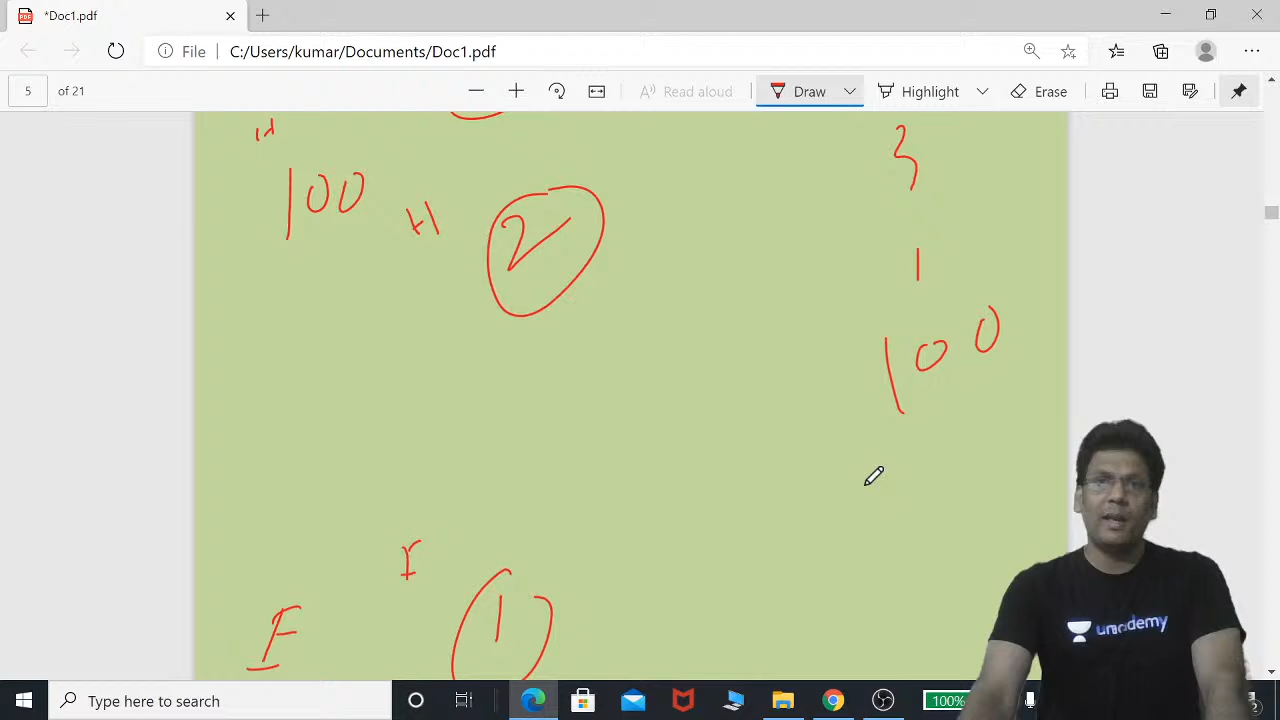 *Doc1.pdf
File C:/Users/kumar/Documents/Doc1.pdf
5 of 21 Read aloud Draw Highlight Erase
H
100 H 2
3
1
100
I
F 1
unacademy
Type here to search 100%